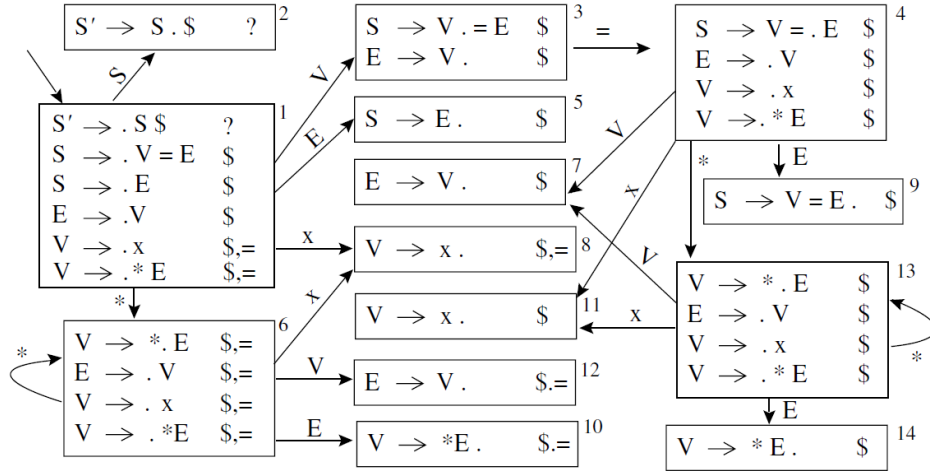 2
S′ → S . $ ?
S
1
S′ → . S $ ?
S → . V = E $
S → . E $
E → .V $
V → . x $,=
V → . * E $,=
V
E
x
*
3
S → V . = E $
E → V . $
=
4
S → V = . E $
E → . V $
V → . x $
V → . * E $
5
S → E . $
7
E → V . $
V
x
*
E
9
S → V = E . $
8
V → x . $,=
11
V → x . $
V
x
13
V → * . E $
E → . V $
V → . x $
V → . * E $
*
E
6
V → *. E $,=
E → . V $,=
V → . x $,=
V → . *E $,=
*
x
V
E
12
E → V . $.=
10
V → *E . $.=
14
V → * E . $